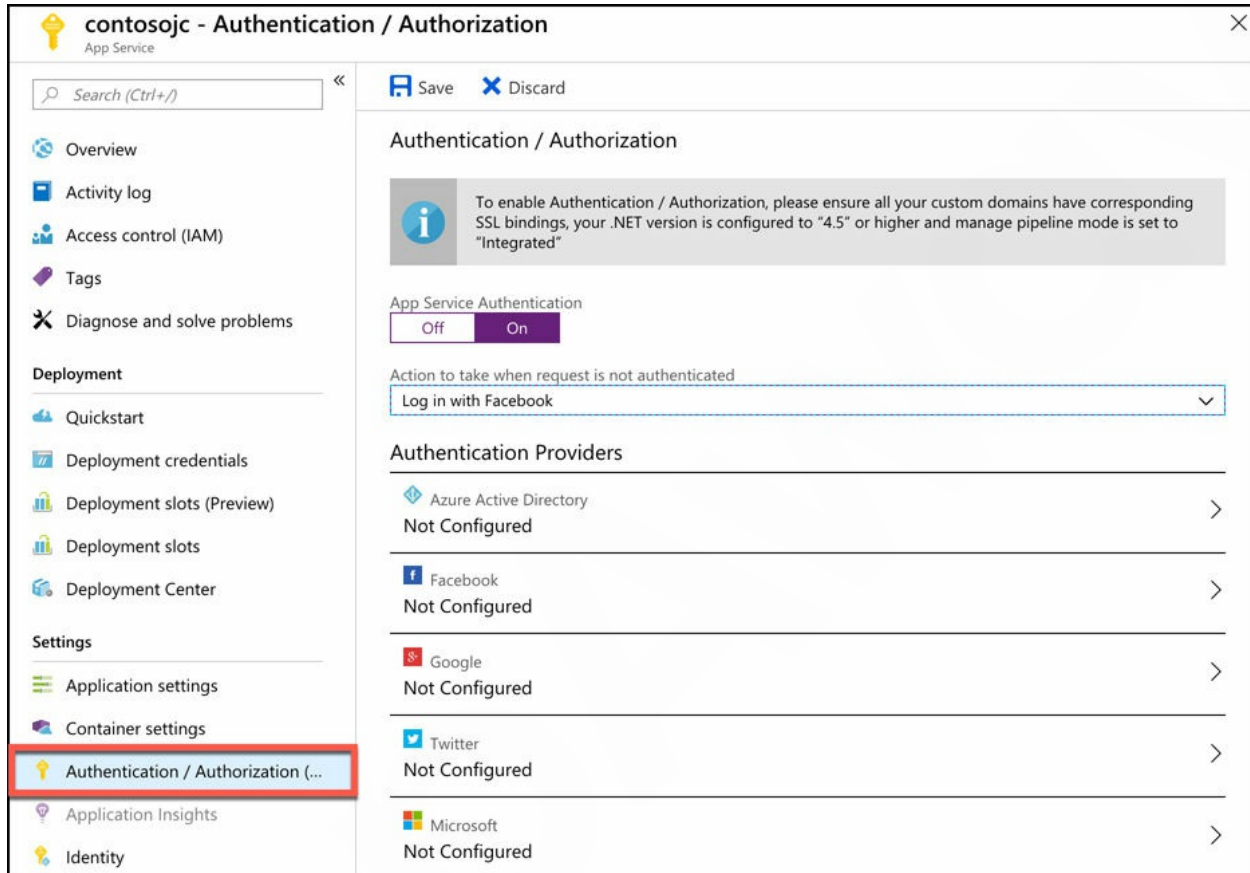 contosojc - Authentication / Authorization
App Service
Search (Ctrl+/)
Overview
Activity log
Access control (IAM)
Tags
Diagnose and solve problems
Deployment
Quickstart
Deployment credentials
Deployment slots (Preview)
Deployment slots
Deployment Center
Settings
Application settings
Container settings
Authentication / Authorization (...
Application Insights
Identity
Save
Discard
Authentication / Authorization
To enable Authentication / Authorization, please ensure all your custom domains have corresponding
SSL bindings, your .NET version is configured to “4.5” or higher and manage pipeline mode is set to
“Integrated”
App Service Authentication
Off On
Action to take when request is not authenticated
Log in with Facebook
Authentication Providers
Azure Active Directory
Not Configured
Facebook
Not Configured
Google
Not Configured
Twitter
Not Configured
Microsoft
Not Configured